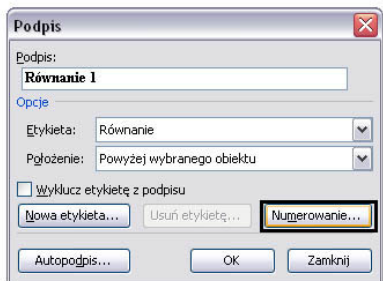 Podpis
Podpis:
Równanie 1
Opcje
Etykieta: Równanie
Położenie: Powyżej wybranego obiektu
Wyklucz etykietę z podpisu
Nowa etykieta... Usuń etykietę... Numerowanie...
Autopodpis... OK Zamknij